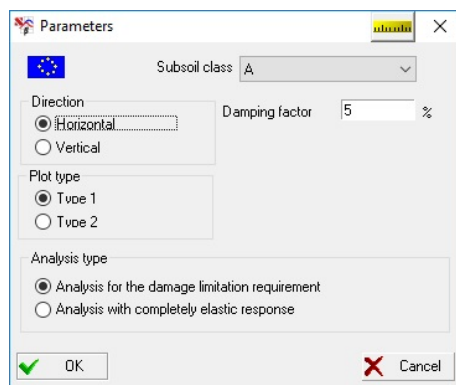 Parameters
Subsoil class A
Direction
Damping factor 5 %
Horizontal
Vertical
Plot type
Type 1
Type 2
Analysis type
Analysis for the damage limitation requirement
Analysis with completely elastic response
OK
Cancel